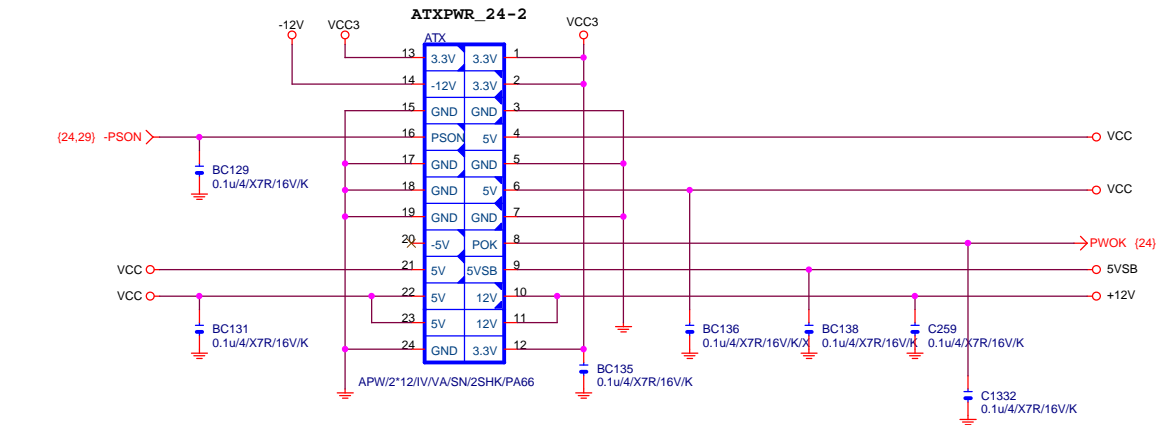 ATXPWR_24-2
-12V VCC3 VCC3
ATX
13 3.3V 3.3V 1
14 -12V 3.3V 2
15 GND GND 3
{24,29} -PSON 16 PSON 5V 4 VCC
17 GND GND 5
18 GND 5V 6 VCC
19 GND GND 7
20 -5V POK 8 PWOK {24}
VCC 21 5V 5VSB 9 5VSB
VCC 22 5V 12V 10 +12V
23 5V 12V 11
24 GND 3.3V 12
BC129
0.1u/4/X7R/16V/K
BC131
0.1u/4/X7R/16V/K
BC136
0.1u/4/X7R/16V/K/X
BC138
0.1u/4/X7R/16V/K
C259
0.1u/4/X7R/16V/K
APW/2*12/IV/VA/SN/2SHK/PA66
BC135
0.1u/4/X7R/16V/K
C1332
0.1u/4/X7R/16V/K